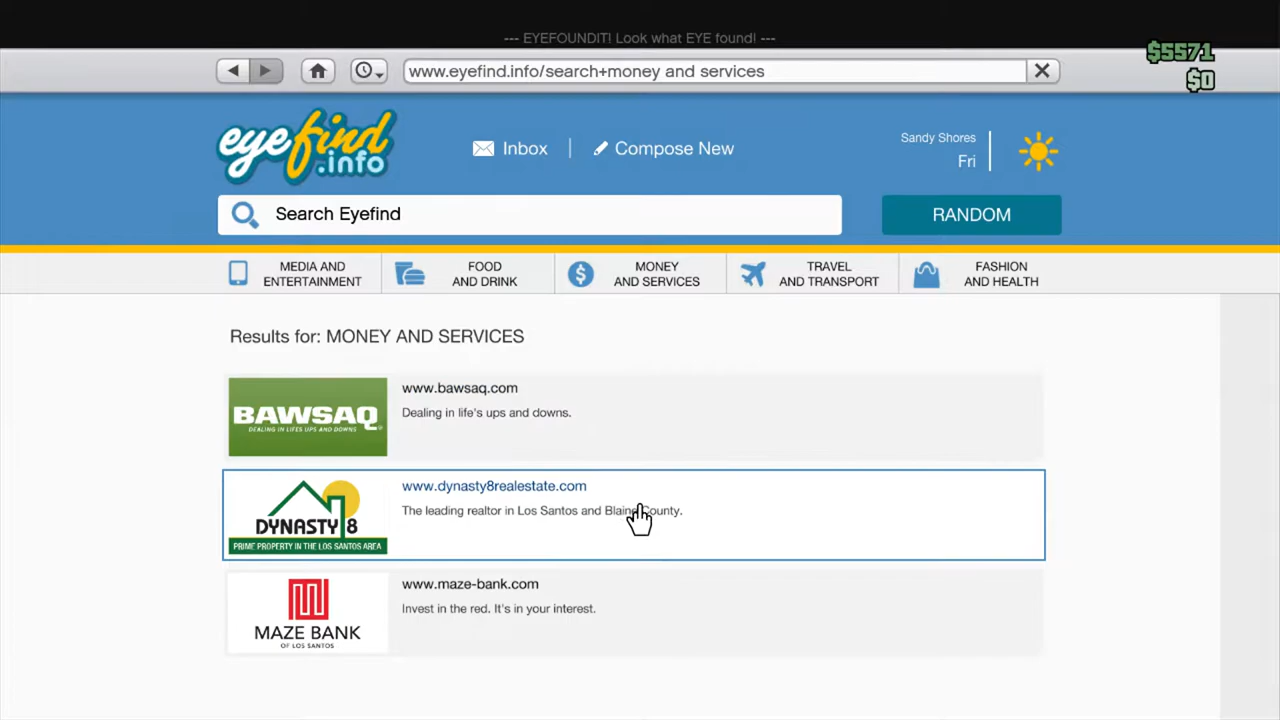 --- EYEFOUNDIT! Look what EYE found! ---
$5571
www.eyefind.info/search+money and services
$0
eyefind
.info
Inbox
Compose New
Sandy Shores
Fri
Search Eyefind
RANDOM
MEDIA AND
ENTERTAINMENT
FOOD
AND DRINK
MONEY
AND SERVICES
TRAVEL
AND TRANSPORT
FASHION
AND HEALTH
Results for: MONEY AND SERVICES
BAWSAQ
DEALING IN LIFES UPS AND DOWNS
www.bawsaq.com
Dealing in life's ups and downs.
DYNASTY 8
PRIME PROPERTY IN THE LOS SANTOS AREA
www.dynasty8realestate.com
The leading realtor in Los Santos and Blaine County.
MAZE BANK
OF LOS SANTOS
www.maze-bank.com
Invest in the red. It's in your interest.